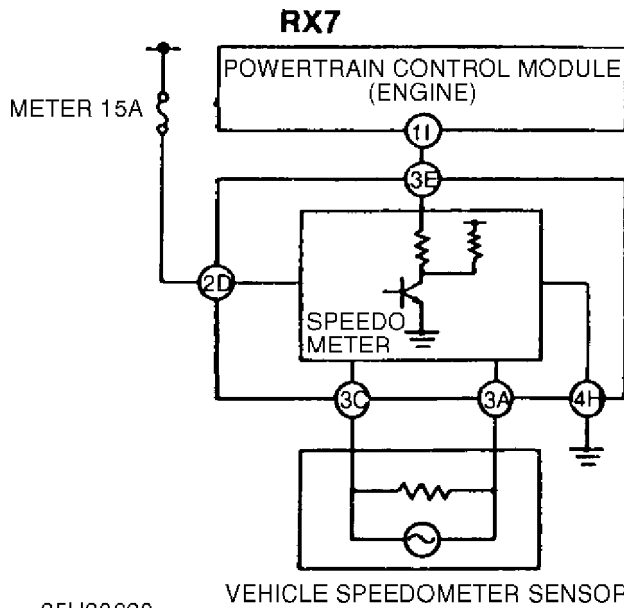 RX7
POWERTRAIN CONTROL MODULE
(ENGINE)
METER 15A
1I
3E
2D
SPEEDO
METER
3C
3A
4H
VEHICLE SPEEDOMETER SENSOR